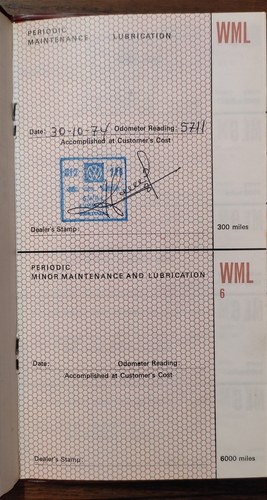 PERIODIC
MAINTENANCE LUBRICATION
WML
Date: 30-10-74 Odometer Reading: 5711
Accomplished at Customer's Cost
Dealer's Stamp:
300 miles
PERIODIC
MINOR MAINTENANCE AND LUBRICATION
WML
6
Date: Odometer Reading:
Accomplished at Customer's Cost
Dealer's Stamp:
6000 miles